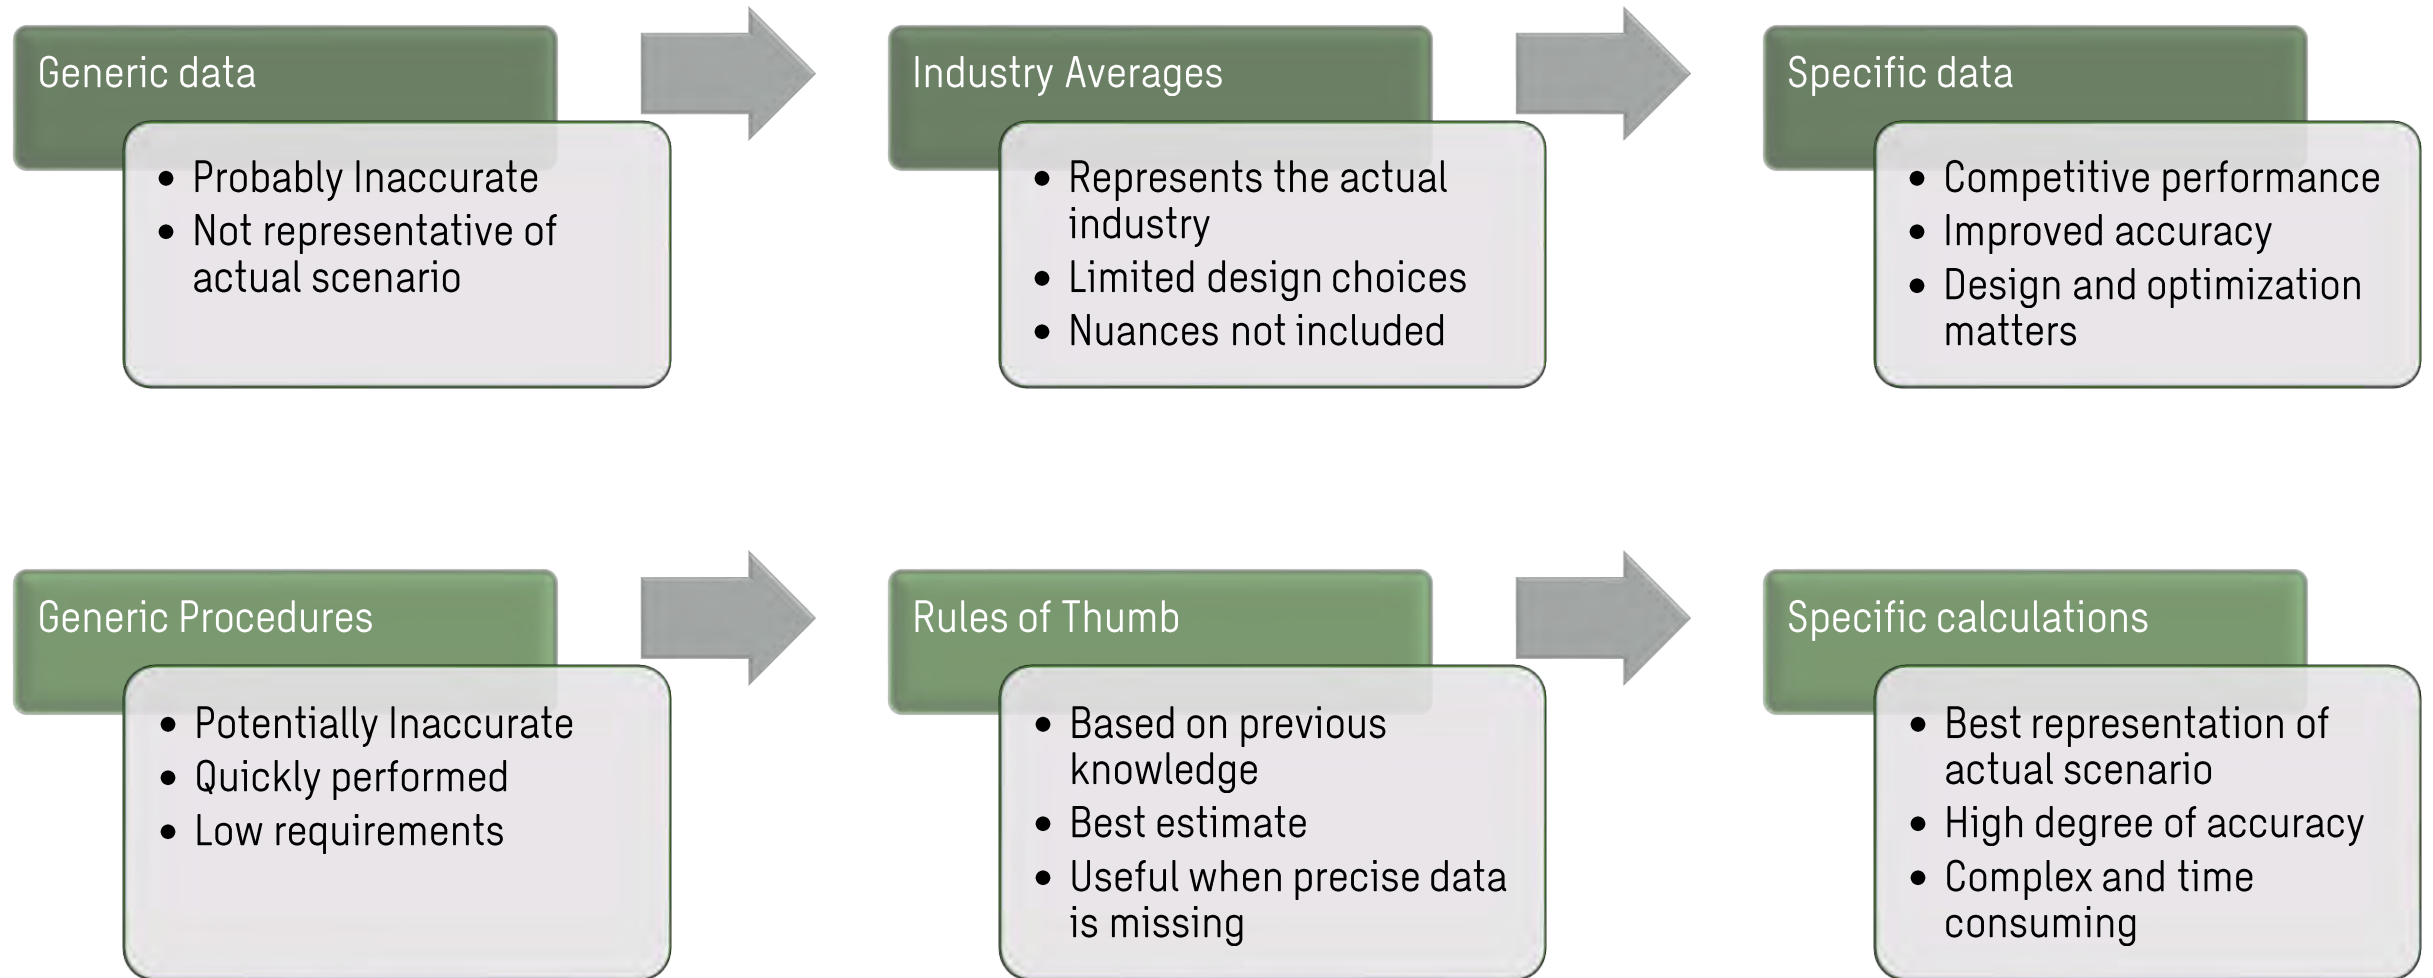 Generic data
• Probably Inaccurate
• Not representative of
actual scenario
Industry Averages
• Represents the actual
industry
• Limited design choices
• Nuances not included
Specific data
• Competitive performance
• Improved accuracy
• Design and optimization
matters
Generic Procedures
• Potentially Inaccurate
• Quickly performed
• Low requirements
Rules of Thumb
• Based on previous
knowledge
• Best estimate
• Useful when precise data
is missing
Specific calculations
• Best representation of
actual scenario
• High degree of accuracy
• Complex and time
consuming